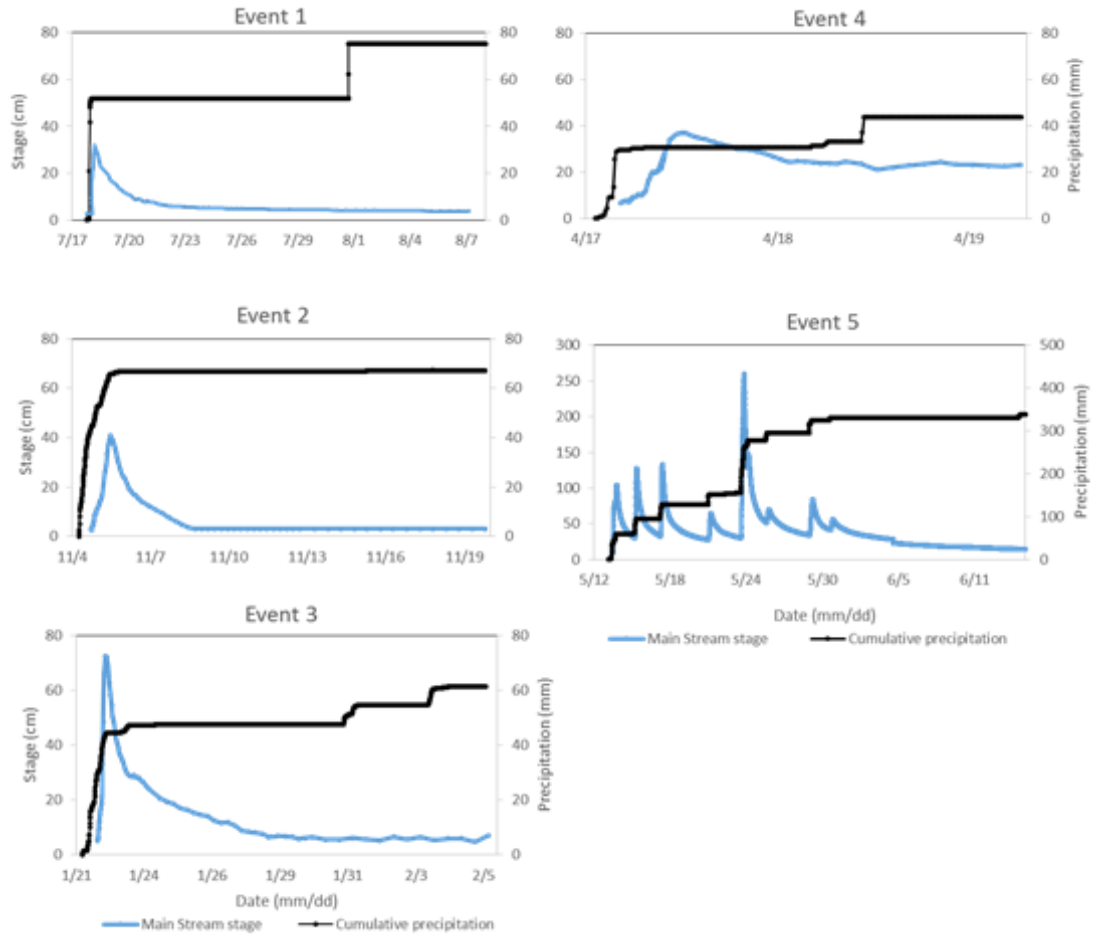 Event 1
80
60
40
20
0
Stage (cm)
80
60
40
20
0
7/17 7/20 7/23 7/26 7/29 8/1 8/4 8/7
Event 4
80
60
40
20
0
80
60
40
20
0
Precipitation (mm)
4/17 4/18 4/19
Event 2
80
60
40
20
0
Stage (cm)
80
60
40
20
0
11/4 11/7 11/10 11/13 11/16 11/19
Event 5
300
250
200
150
100
50
0
500
400
300
200
100
0
Precipitation (mm)
5/12 5/18 5/24 5/30 6/5 6/11
Date (mm/dd)
Main Stream stage Cumulative precipitation
Event 3
80
60
40
20
0
Stage (cm)
80
60
40
20
0
Precipitation (mm)
1/21 1/24 1/26 1/29 1/31 2/3 2/5
Date (mm/dd)
Main Stream stage Cumulative precipitation